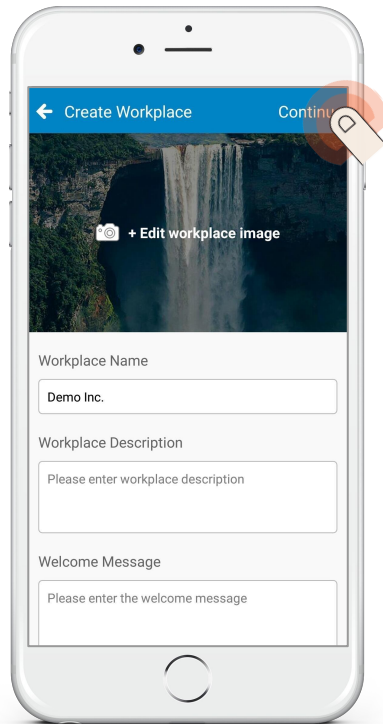 Create Workplace Continu
+ Edit workplace image
Workplace Name
Demo Inc.
Workplace Description
Please enter workplace description
Welcome Message
Please enter the welcome message